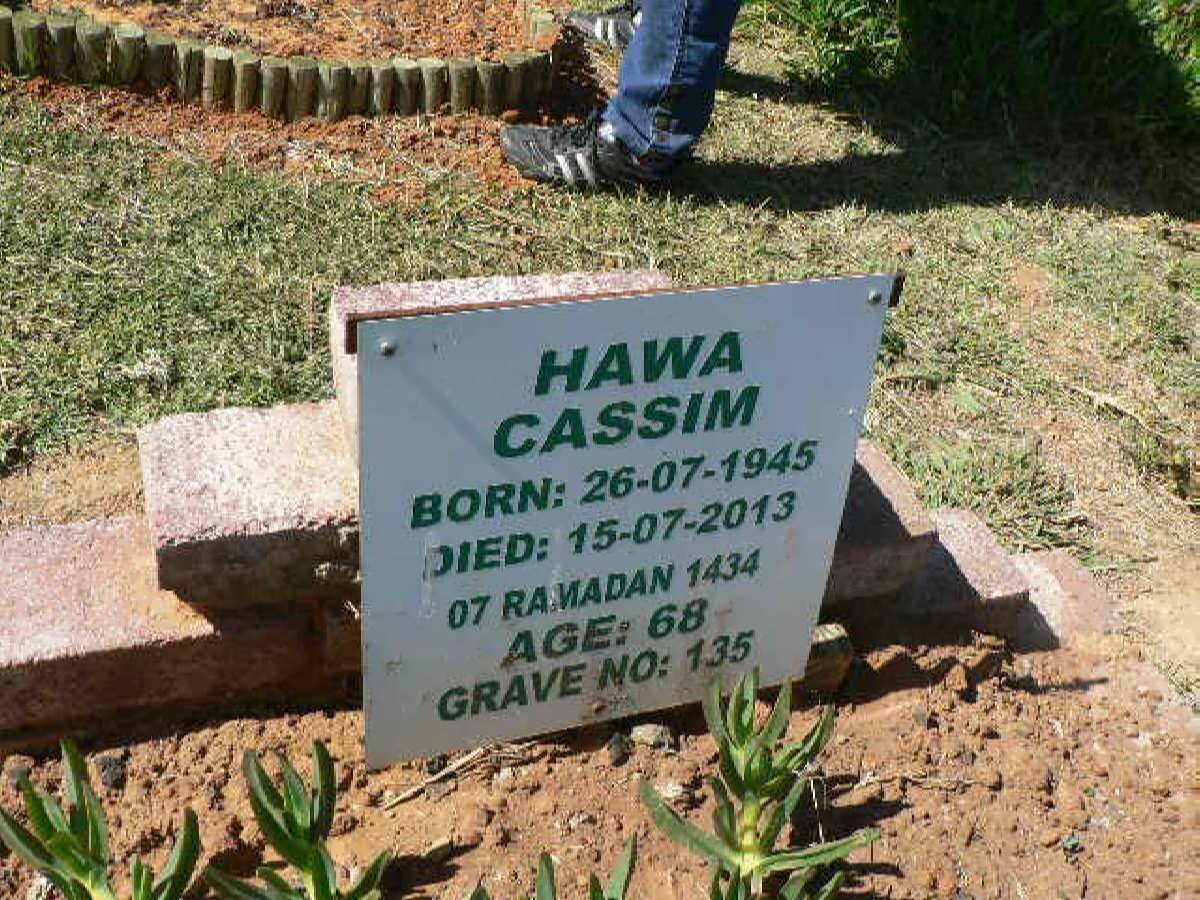 HAWA
CASSIM
BORN: 26-07-1945
DIED: 15-07-2013
07 RAMADAN 1434
AGE: 68
GRAVE NO: 135